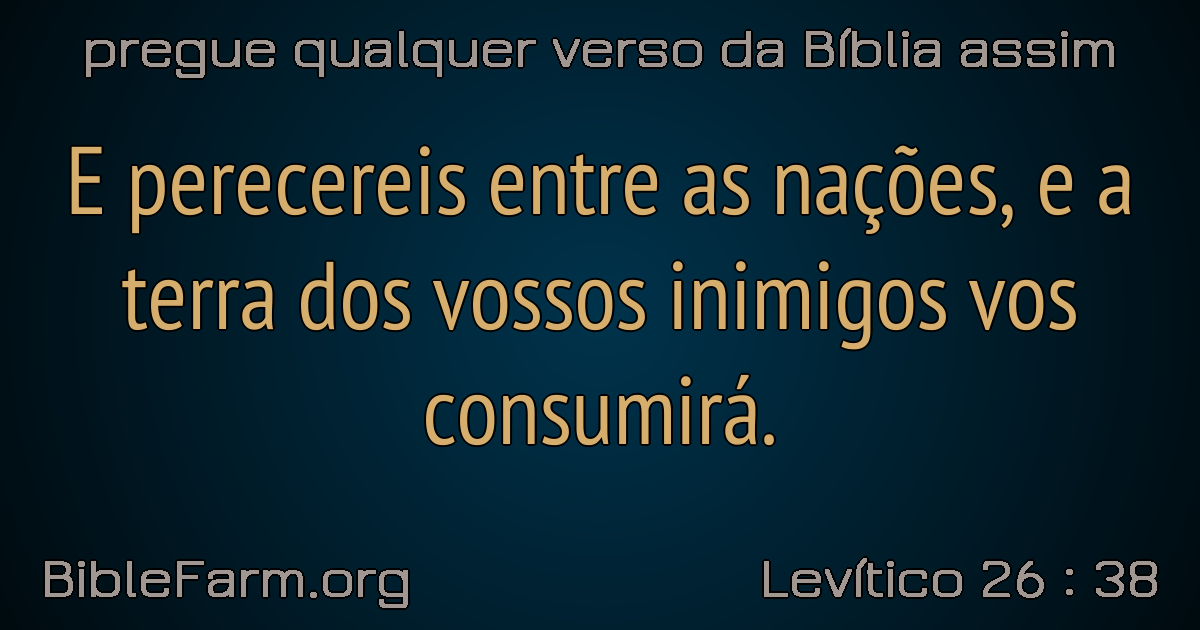 pregue qualquer verso da Bíblia assim
E perecereis entre as nações, e a
terra dos vossos inimigos vos
consumirá.
BibleFarm.org
Levítico 26 : 38